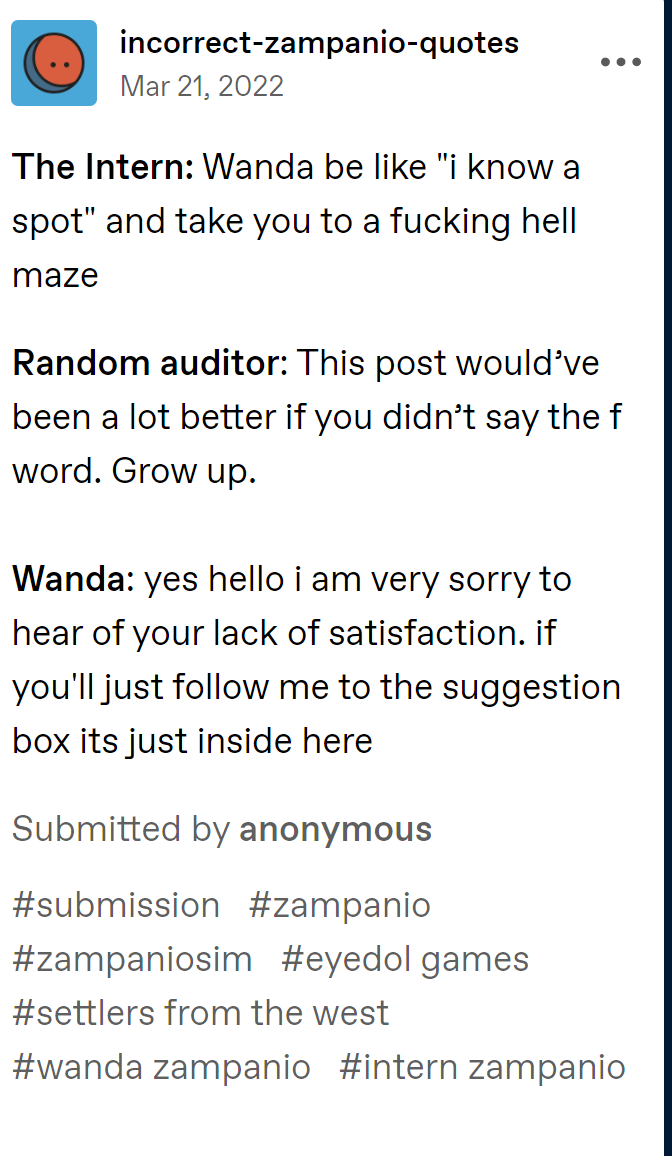 incorrect-zampanio-quotes
Mar 21, 2022
The Intern: Wanda be like "i know a
spot" and take you to a fucking hell
maze
Random auditor: This post would’ve
been a lot better if you didn’t say the f
word. Grow up.
Wanda: yes hello i am very sorry to
hear of your lack of satisfaction. if
you'll just follow me to the suggestion
box its just inside here
Submitted by anonymous
#submission #zampanio
#zampaniosim #eyedol games
#settlers from the west
#wanda zampanio #intern zampanio